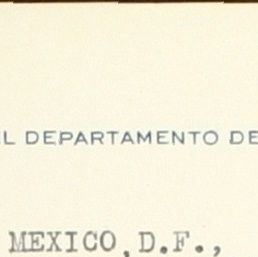 L DEPARTAMENTO DE
MEXICO, D.F.,